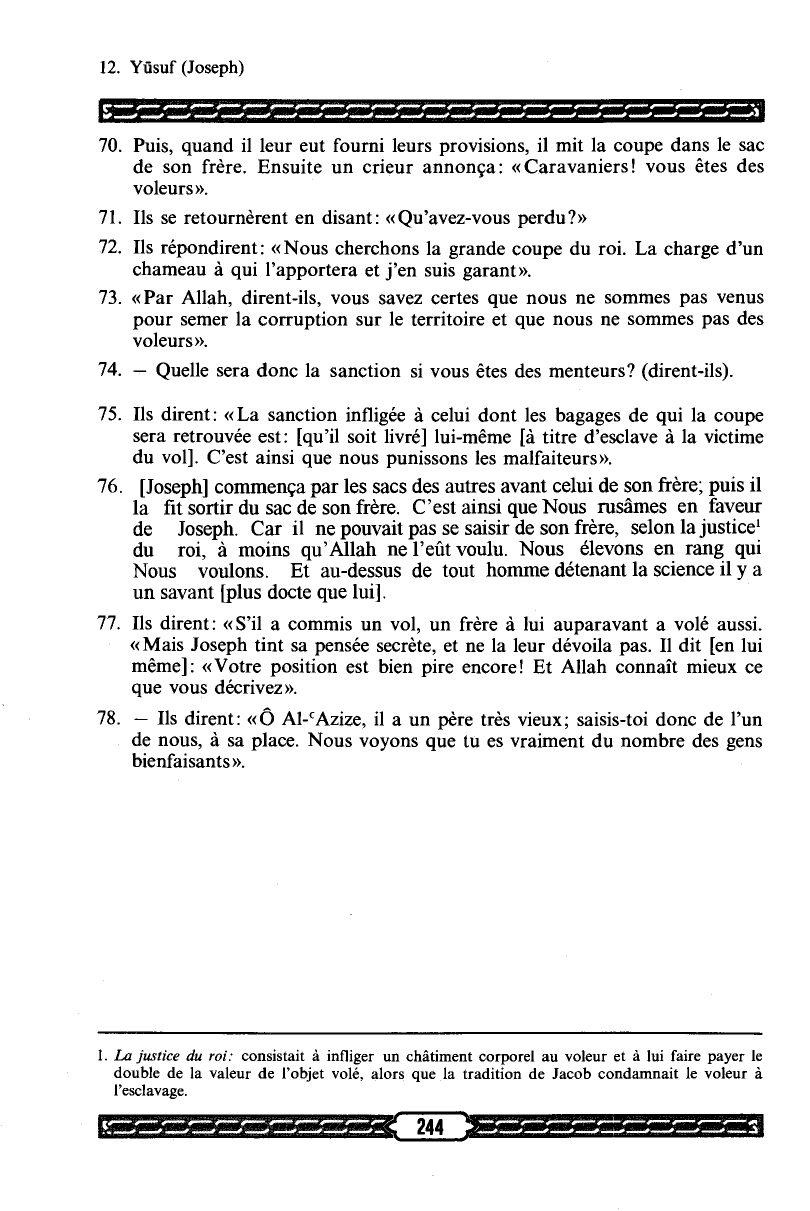 12. Yūsuf (Joseph)
70. Puis, quand il leur eut fourni leurs provisions, il mit la coupe dans le sac
de son frère. Ensuite un crieur annonça: «Caravaniers! vous êtes des
voleurs».
71. Ils se retournèrent en disant: «Qu'avez-vous perdu?»
72. Ils répondirent: «Nous cherchons la grande coupe du roi. La charge d'un
chameau à qui l'apportera et j'en suis garant».
73. «Par Allah, dirent-ils, vous savez certes que nous ne sommes pas venus
pour semer la corruption sur le territoire et que nous ne sommes pas des
voleurs».
74. — Quelle sera donc la sanction si vous êtes des menteurs? (dirent-ils).
75. Ils dirent: «La sanction infligée à celui dont les bagages de qui la coupe
sera retrouvée est: [qu'il soit livré] lui-même [à titre d'esclave à la victime
du vol]. C'est ainsi que nous punissons les malfaiteurs».
76. [Joseph] commença par les sacs des autres avant celui de son frère; puis il
la fit sortir du sac de son frère. C'est ainsi que Nous rusâmes en faveur
de Joseph. Car il ne pouvait pas se saisir de son frère, selon la justice¹
du roi, à moins qu'Allah ne l'eût voulu. Nous élevons en rang qui
Nous voulons. Et au-dessus de tout homme détenant la science il y a
un savant [plus docte que lui].
77. Ils dirent: «S'il a commis un vol, un frère à lui auparavant a volé aussi.
«Mais Joseph tint sa pensée secrète, et ne la leur dévoila pas. Il dit [en lui
même]: «Votre position est bien pire encore! Et Allah connaît mieux ce
que vous décrivez».
78. — Ils dirent: «Ô Al-ʿAzize, il a un père très vieux; saisis-toi donc de l'un
de nous, à sa place. Nous voyons que tu es vraiment du nombre des gens
bienfaisants».
1. La justice du roi: consistait à infliger un châtiment corporel au voleur et à lui faire payer le
double de la valeur de l'objet volé, alors que la tradition de Jacob condamnait le voleur à
l'esclavage.
244